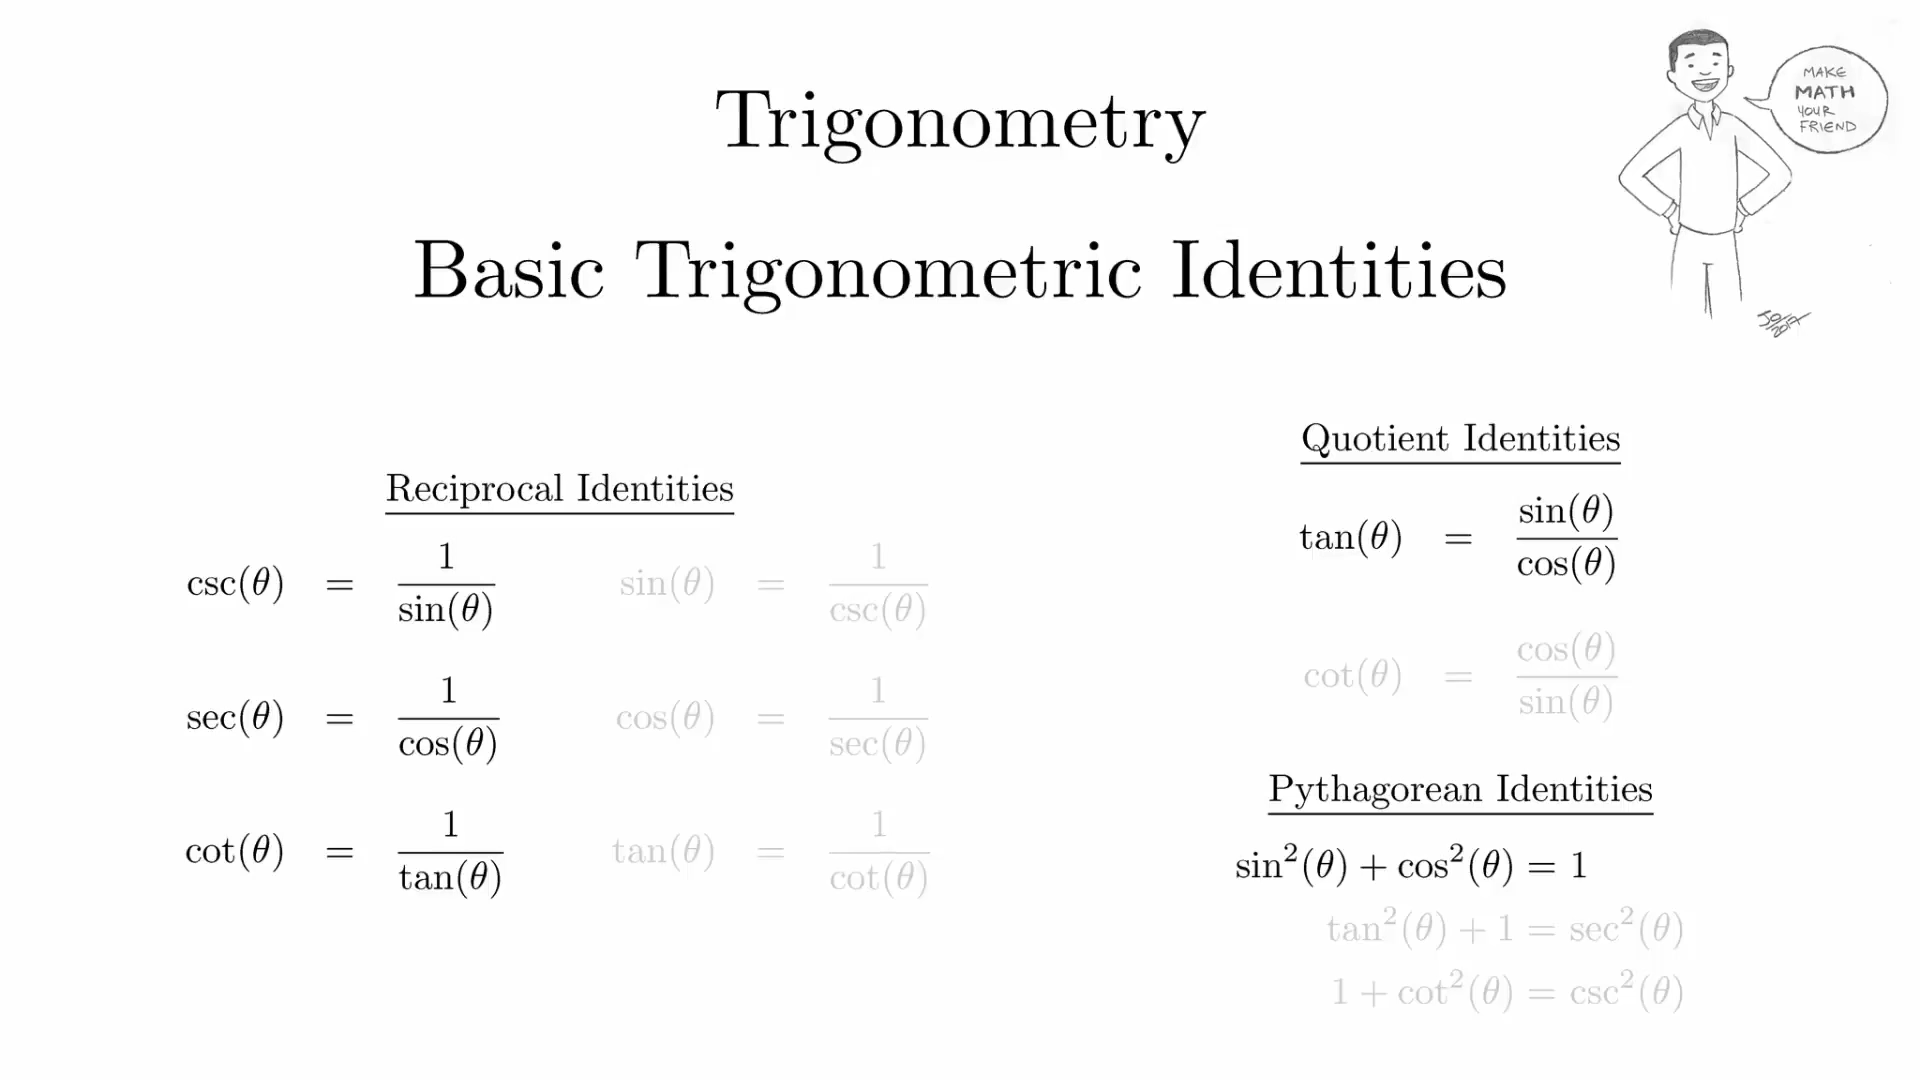 Trigonometry
Basic Trigonometric Identities
MAKE
MATH
YOUR
FRIEND
JO/2017
Reciprocal Identities
csc(θ) = 1/sin(θ) sin(θ) = 1/csc(θ)
sec(θ) = 1/cos(θ) cos(θ) = 1/sec(θ)
cot(θ) = 1/tan(θ) tan(θ) = 1/cot(θ)
Quotient Identities
tan(θ) = sin(θ)/cos(θ)
cot(θ) = cos(θ)/sin(θ)
Pythagorean Identities
sin²(θ) + cos²(θ) = 1
tan²(θ) + 1 = sec²(θ)
1 + cot²(θ) = csc²(θ)